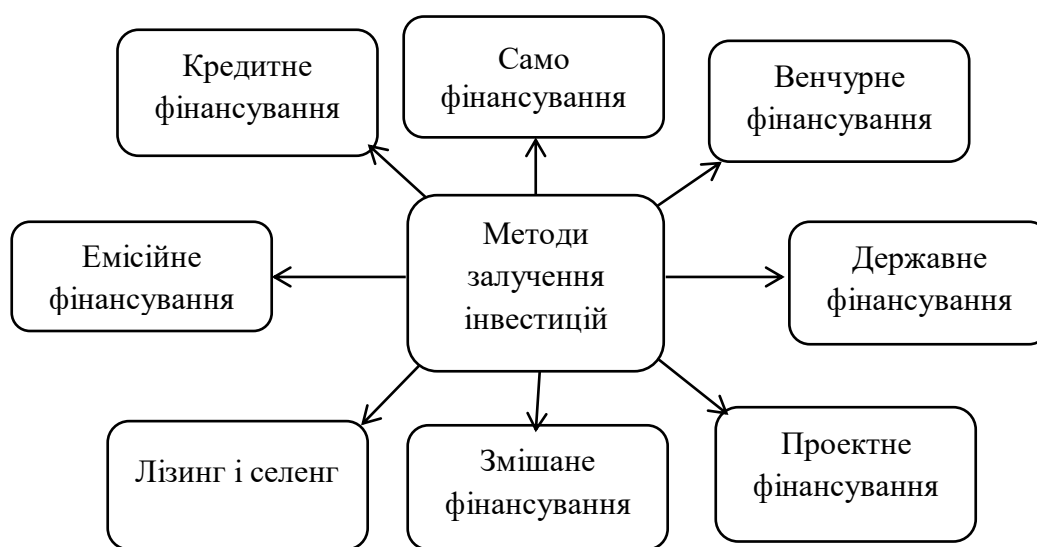 Кредитне
фінансування
Само
фінансування
Венчурне
фінансування
Емісійне
фінансування
Методи
залучення
інвестицій
Державне
фінансування
Лізинг і селенг
Змішане
фінансування
Проектне
фінансування